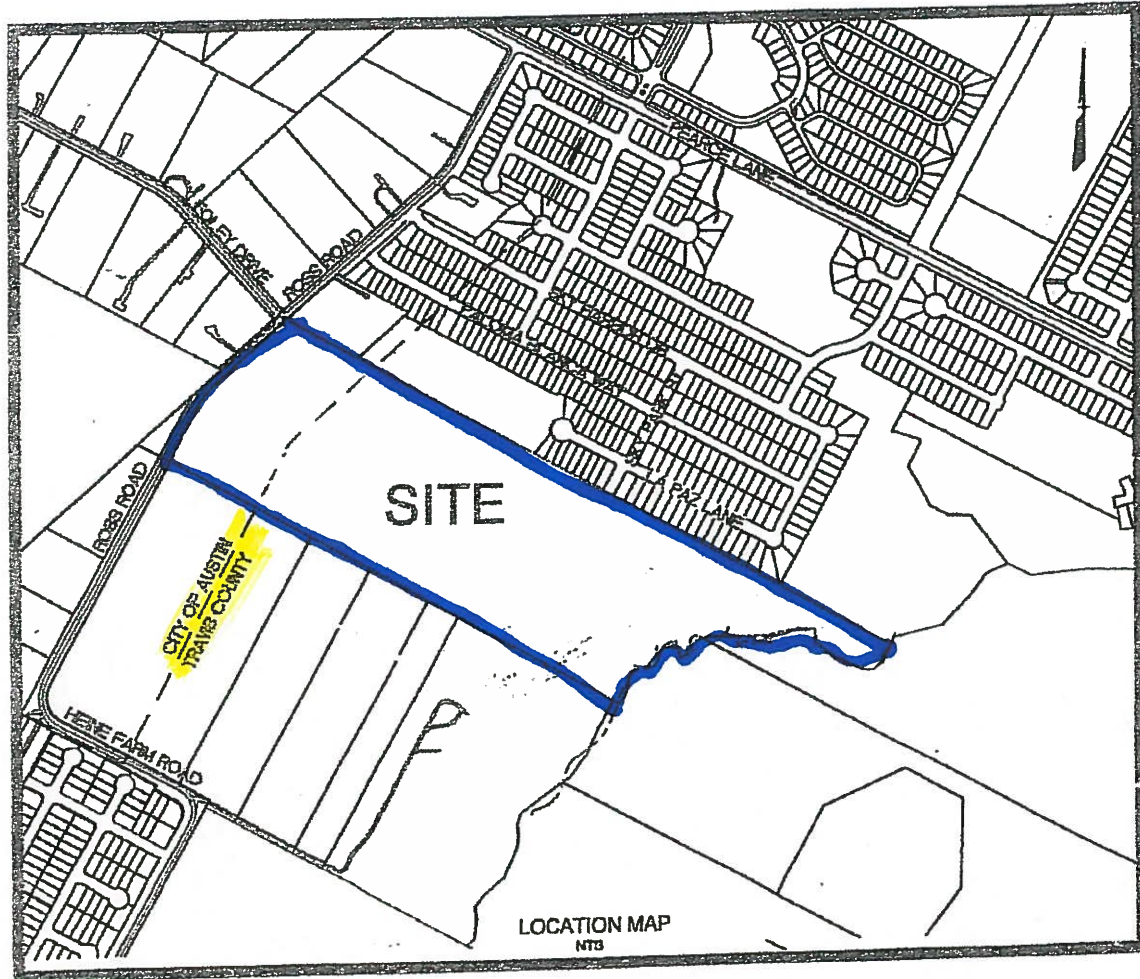 PEARCE LANE
ROSS ROAD
SITE
LA PAZ LANE
ROSS ROAD
CITY OF AUSTIN
TRAVIS COUNTY
HEINE FARM ROAD
LOCATION MAP
NTS